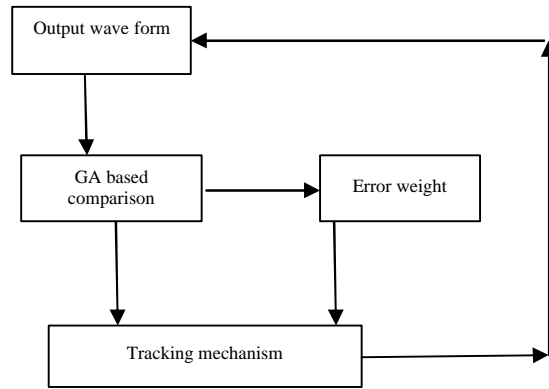 Output wave form
GA based
comparison
Error weight
Tracking mechanism